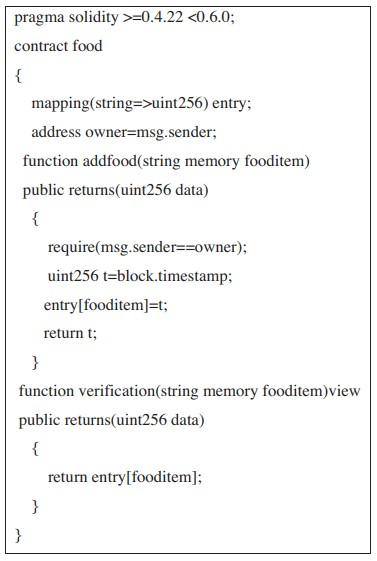 pragma solidity >=0.4.22 <0.6.0;
contract food
{
mapping(string=>uint256) entry;
address owner=msg.sender;
function addfood(string memory fooditem)
public returns(uint256 data)
{
require(msg.sender==owner);
uint256 t=block.timestamp;
entry[fooditem]=t;
return t;
}
function verification(string memory fooditem)view
public returns(uint256 data)
{
return entry[fooditem];
}
}